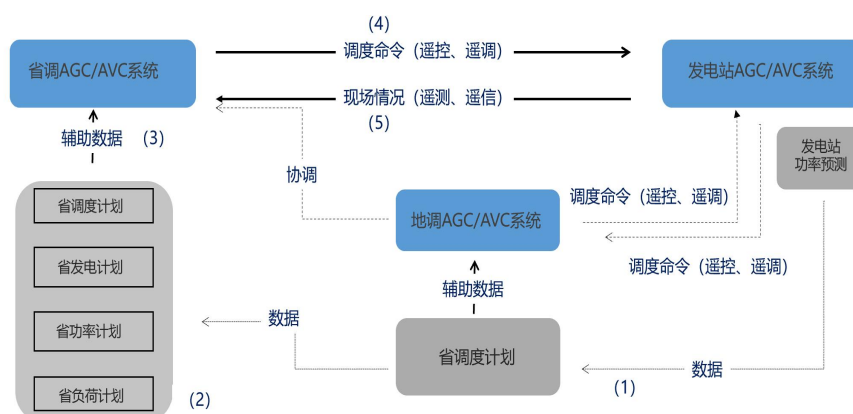 (4)
省调AGC/AVC系统
调度命令（遥控、遥调）
发电站AGC/AVC系统
现场情况（遥测、遥信）
(5)
辅助数据
(3)
发电站
功率预测
协调
省调度计划
地调AGC/AVC系统
调度命令（遥控、遥调）
省发电计划
调度命令（遥控、遥调）
辅助数据
数据
省功率计划
省调度计划
数据
(1)
省负荷计划
(2)